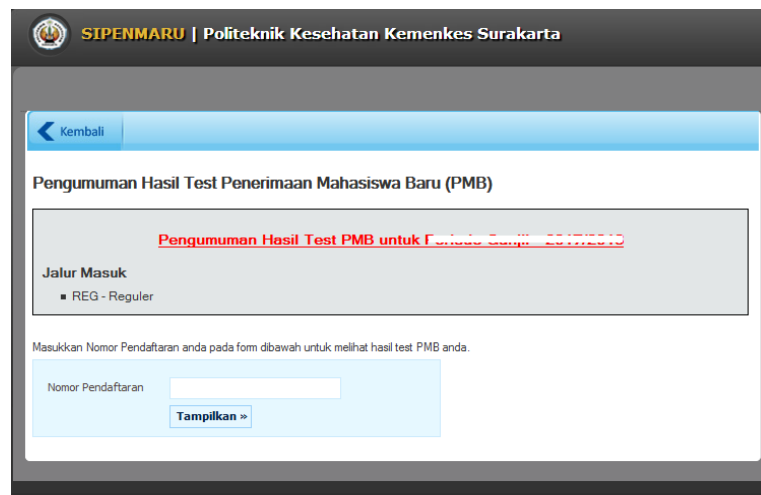 SIPENMARU | Politeknik Kesehatan Kemenkes Surakarta
Kembali
Pengumuman Hasil Test Penerimaan Mahasiswa Baru (PMB)
Pengumuman Hasil Test PMB untuk
Jalur Masuk
REG - Reguler
Masukkan Nomor Pendaftaran anda pada form dibawah untuk melihat hasil test PMB anda.
Nomor Pendaftaran
Tampilkan »